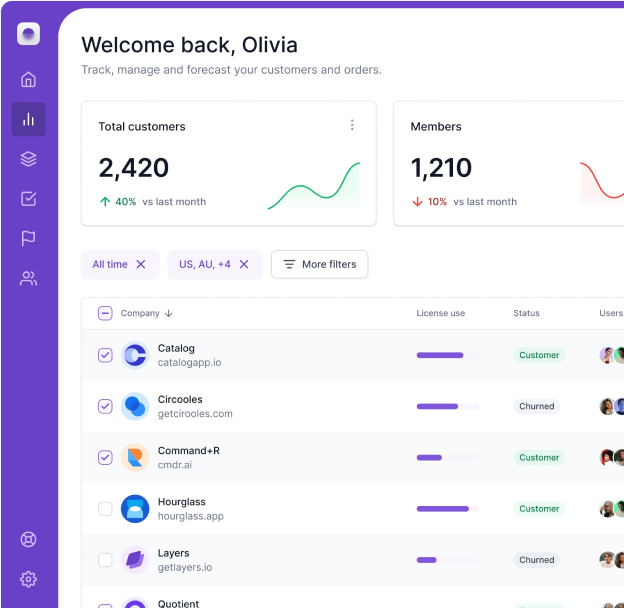 Welcome back, Olivia
Track, manage and forecast your customers and orders.
Total customers
2,420
40% vs last month
Members
1,210
10% vs last month
All time
US, AU, +4
More filters
Company License use Status Users
Catalog
catalogapp.io
Customer
Circooles
getcirooles.com
Churned
Command+R
cmdr.ai
Customer
Hourglass
hourglass.app
Customer
Layers
getlayers.io
Churned
Quotient